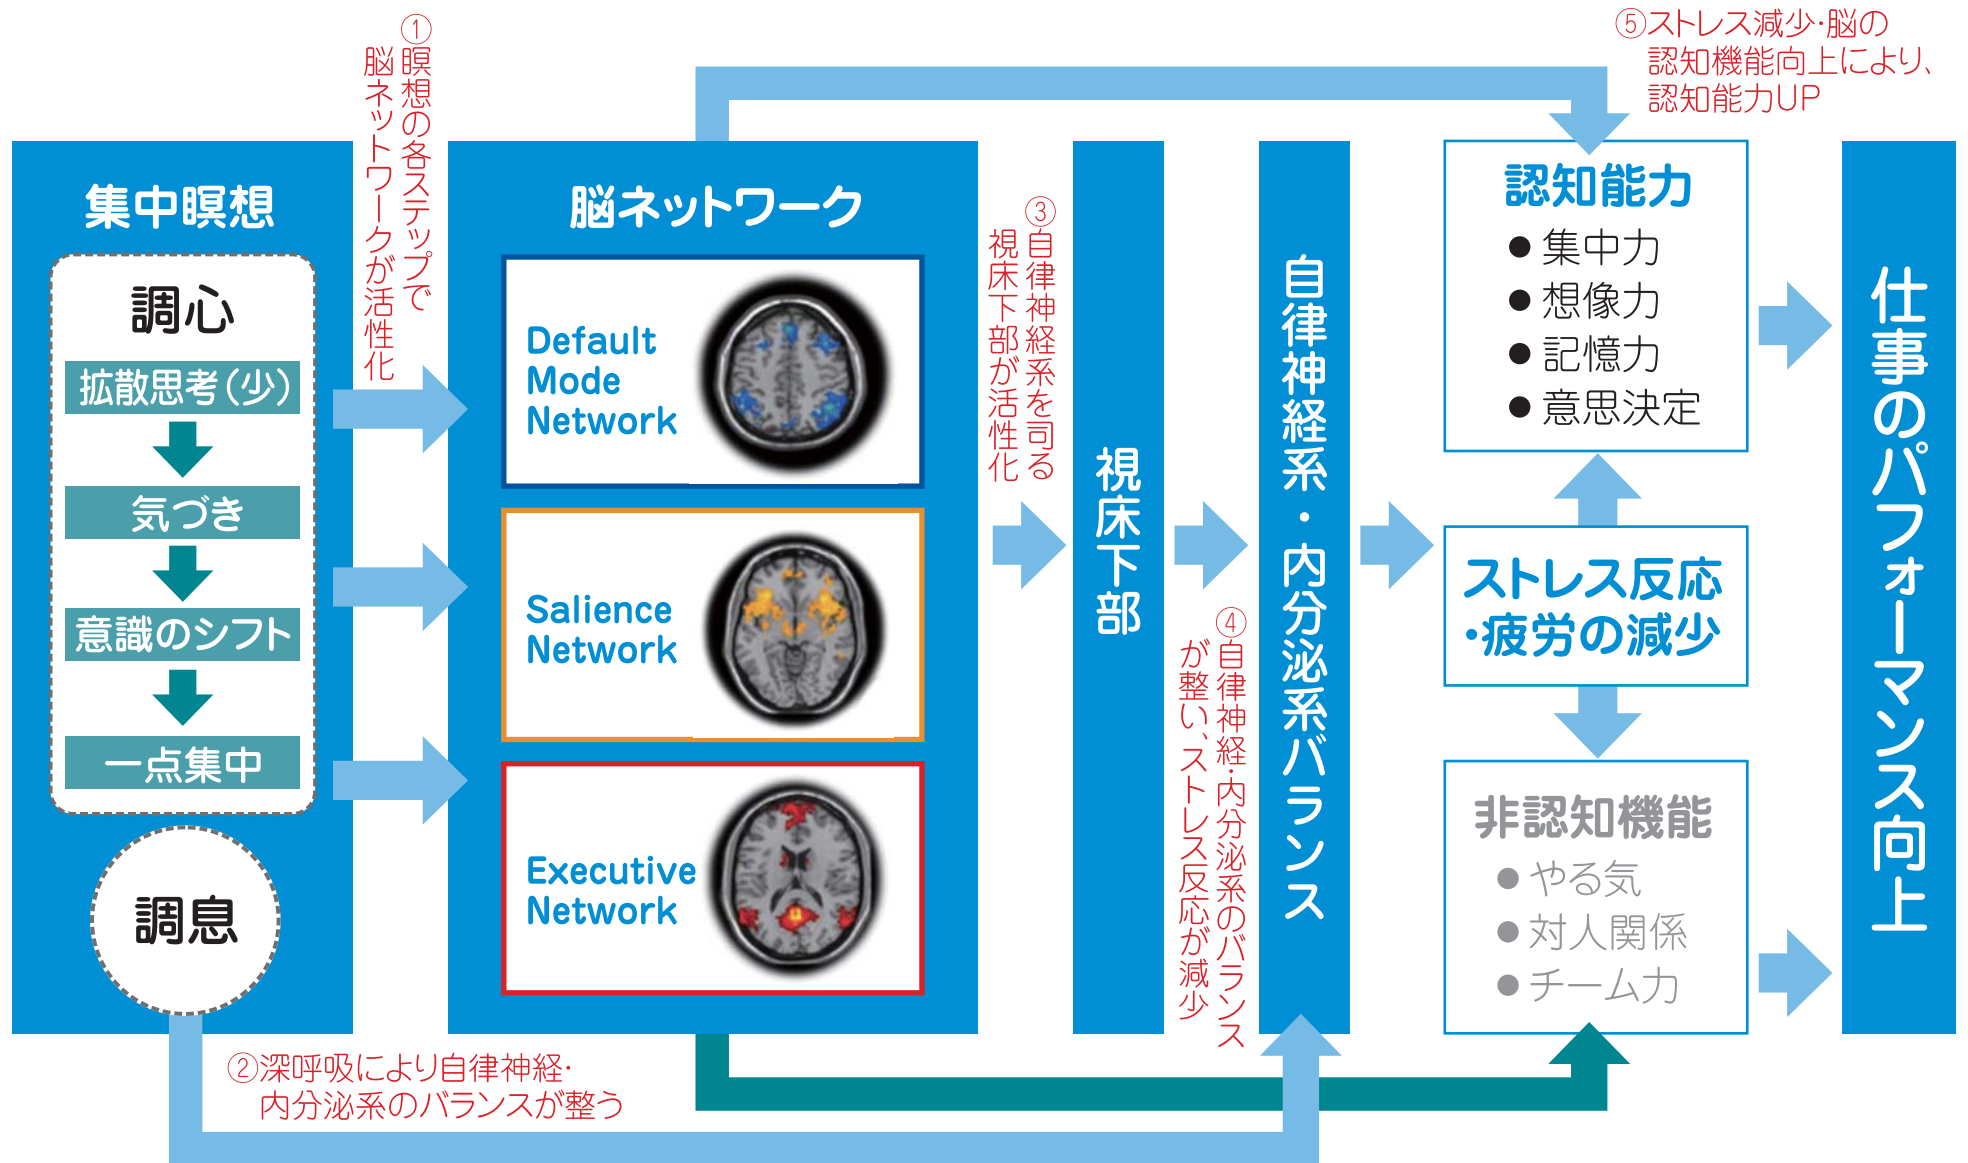 集中瞑想
調心
拡散思考(少)
気づき
意識のシフト
一点集中
調息
①瞑想の各ステップで
脳ネットワークが活性化
②深呼吸により自律神経・
内分泌系のバランスが整う
脳ネットワーク
Default
Mode
Network
Salience
Network
Executive
Network
③自律神経系を司る
視床下部が活性化
視床下部
④自律神経・内分泌系のバランス
が整い、ストレス反応が減少
自律神経系・内分泌系バランス
⑤ストレス減少・脳の
認知機能向上により、
認知能力UP
認知能力
● 集中力
● 想像力
● 記憶力
● 意思決定
ストレス反応
・疲労の減少
非認知機能
● やる気
● 対人関係
● チーム力
仕事のパフォーマンス向上